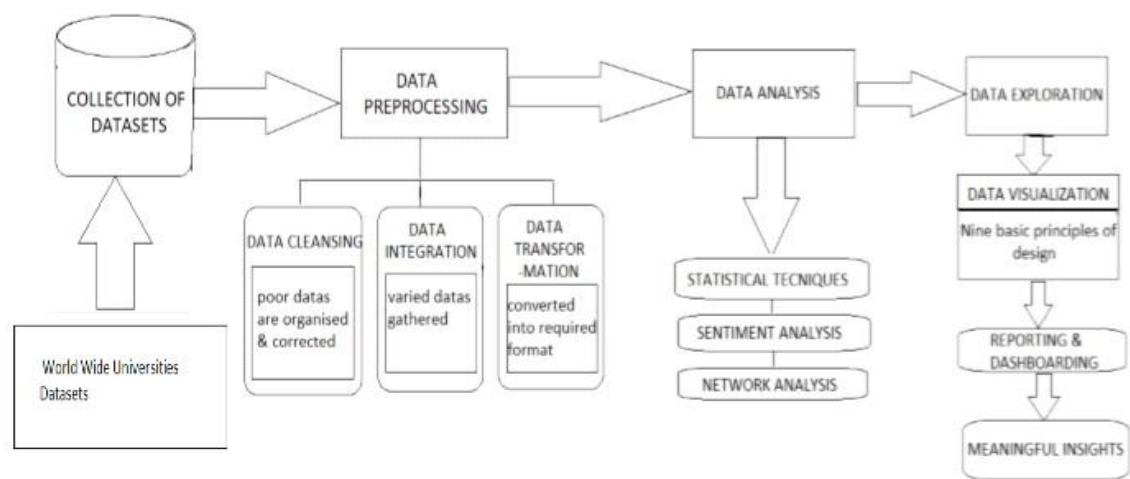 COLLECTION OF
DATASETS
DATA
PREPROCESSING
DATA ANALYSIS
DATA EXPLORATION
DATA CLEANSING
poor datas
are organised
& corrected
DATA
INTEGRATION
varied datas
gathered
DATA
TRANSFOR
-MATION
converted
into required
format
STATISTICAL TECNIQUES
SENTIMENT ANALYSIS
NETWORK ANALYSIS
DATA VISUALIZATION
Nine basic principles of
design
REPORTING &
DASHBOARDING
MEANINGFUL INSIGHTS
World Wide Universities
Datasets